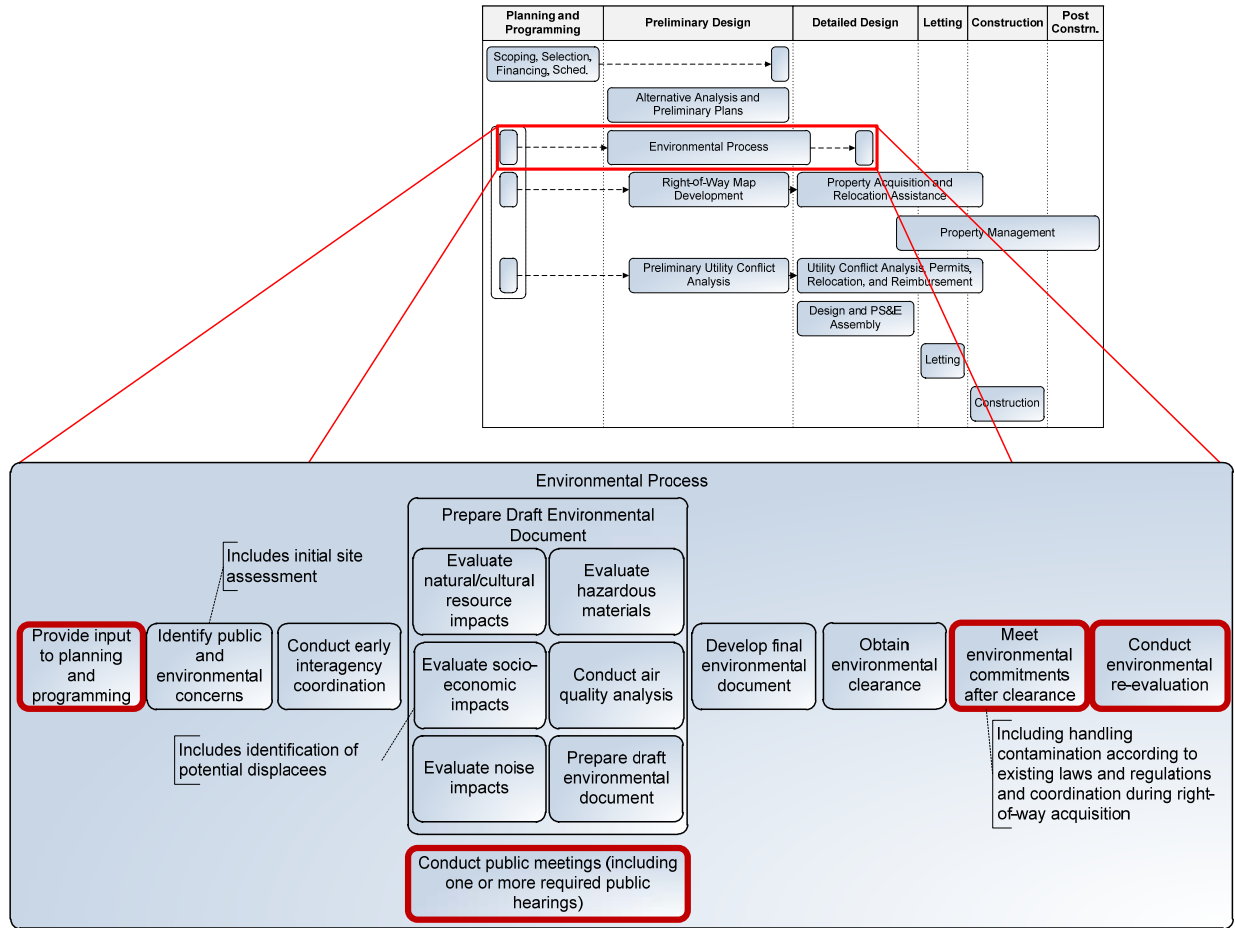 Planning and
Programming
Preliminary Design
Detailed Design
Letting
Construction
Post
Constrn.
Scoping, Selection,
Financing, Sched.
Alternative Analysis and
Preliminary Plans
Environmental Process
Right-of-Way Map
Development
Property Acquisition and
Relocation Assistance
Property Management
Preliminary Utility Conflict
Analysis
Utility Conflict Analysis, Permits,
Relocation, and Reimbursement
Design and PS&E
Assembly
Letting
Construction
Environmental Process
Prepare Draft Environmental
Document
Includes initial site
assessment
Evaluate
natural/cultural
resource
impacts
Evaluate
hazardous
materials
Provide input
to planning
and
programming
Identify public
and
environmental
concerns
Conduct early
interagency
coordination
Evaluate socio-
economic
impacts
Conduct air
quality analysis
Develop final
environmental
document
Obtain
environmental
clearance
Meet
environmental
commitments
after clearance
Conduct
environmental
re-evaluation
Includes identification of
potential displacees
Evaluate noise
impacts
Prepare draft
environmental
document
Including handling
contamination according to
existing laws and regulations
and coordination during right-
of-way acquisition
Conduct public meetings (including
one or more required public
hearings)